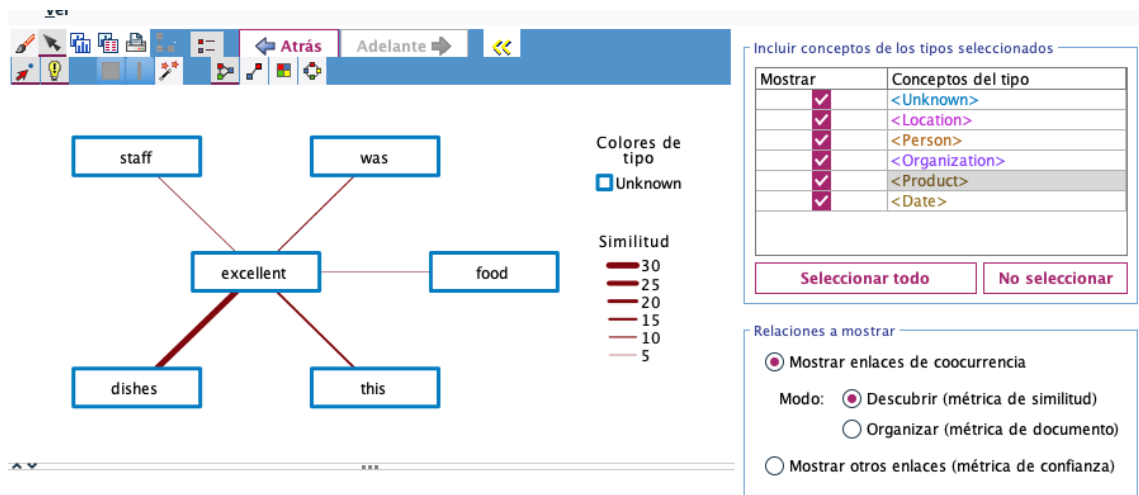 Ver
Atrás
Adelante
Incluir conceptos de los tipos seleccionados
Mostrar Conceptos del tipo
<Unknown>
<Location>
<Person>
<Organization>
<Product>
<Date>
Seleccionar todo No seleccionar
Relaciones a mostrar
Mostrar enlaces de coocurrencia
Modo: Descubrir (métrica de similitud)
Organizar (métrica de documento)
Mostrar otros enlaces (métrica de confianza)
staff was
excellent food
dishes this
Colores de
tipo
Unknown
Similitud
30
25
20
15
10
5